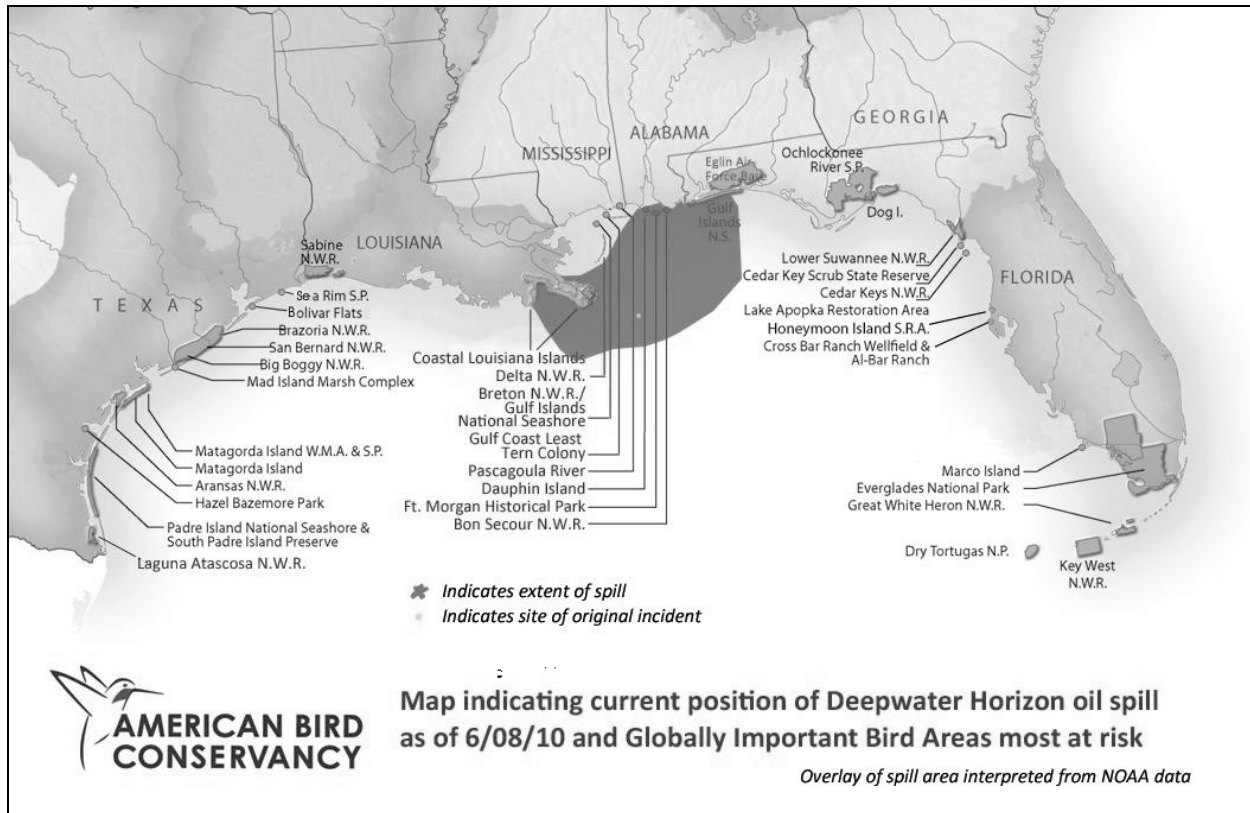 GEORGIA
ALABAMA
MISSISSIPPI
Ochlockonee
River S.P.
Eglin Air
Force Base
Dog I.
Gulf
Islands
N.S.
LOUISIANA
Sabine
N.W.R.
TEXAS
FLORIDA
Sea Rim S.P.
Bolivar Flats
Brazoria N.W.R.
San Bernard N.W.R.
Big Boggy N.W.R.
Mad Island Marsh Complex
Matagorda Island W.M.A. & S.P.
Matagorda Island
Aransas N.W.R.
Hazel Bazemore Park
Padre Island National Seashore &
South Padre Island Preserve
Laguna Atascosa N.W.R.
Coastal Louisiana Islands
Delta N.W.R.
Breton N.W.R./
Gulf Islands
National Seashore
Gulf Coast Least
Tern Colony
Pascagoula River
Dauphin Island
Ft. Morgan Historical Park
Bon Secour N.W.R.
Lower Suwannee N.W.R.
Cedar Key Scrub State Reserve
Cedar Keys N.W.R.
Lake Apopka Restoration Area
Honeymoon Island S.R.A.
Cross Bar Ranch Wellfield &
Al-Bar Ranch
Marco Island
Everglades National Park
Great White Heron N.W.R.
Dry Tortugas N.P.
Key West
N.W.R.
Indicates extent of spill
Indicates site of original incident
AMERICAN BIRD
CONSERVANCY
Map indicating current position of Deepwater Horizon oil spill
as of 6/08/10 and Globally Important Bird Areas most at risk
Overlay of spill area interpreted from NOAA data